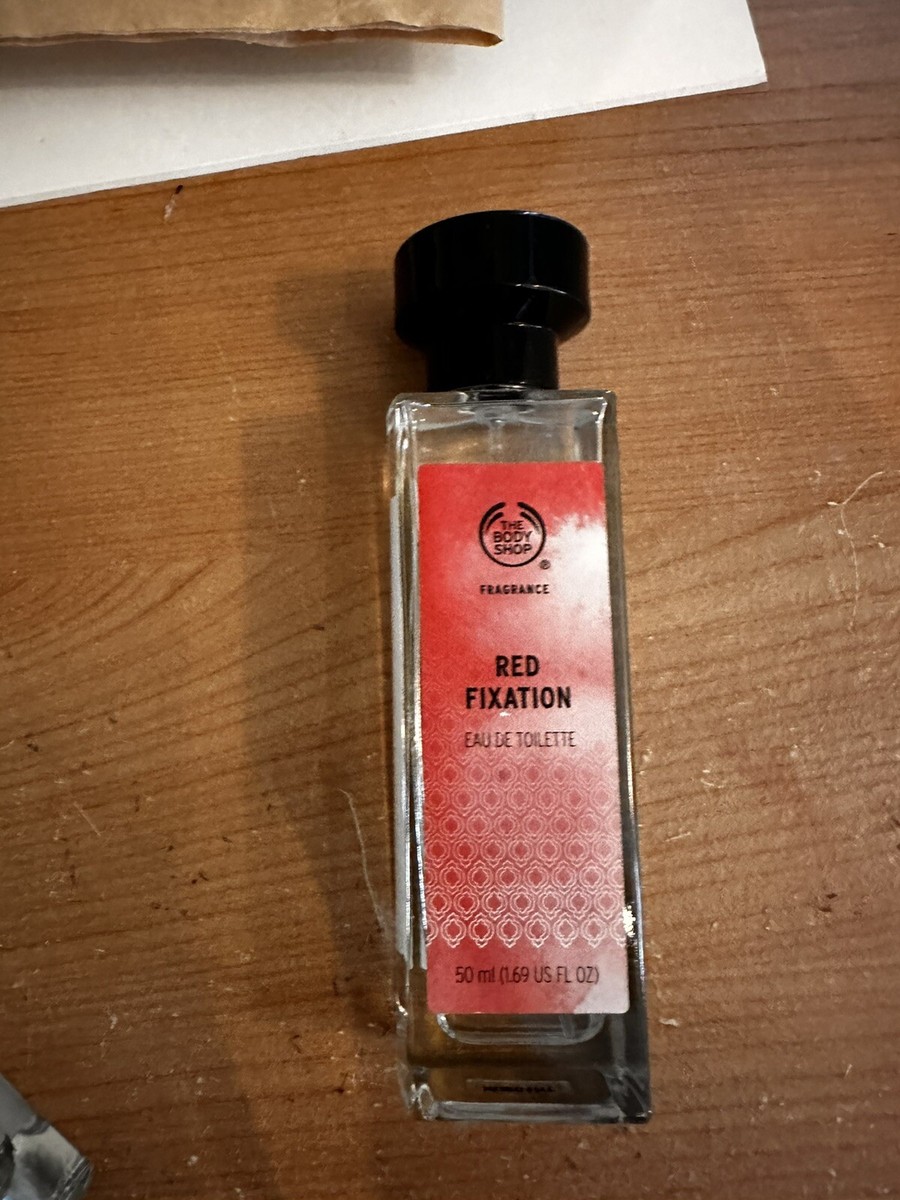 THE
BODY
SHOP
®
FRAGRANCE
RED
FIXATION
EAU DE TOILETTE
50 ml (1.69 US FL OZ)